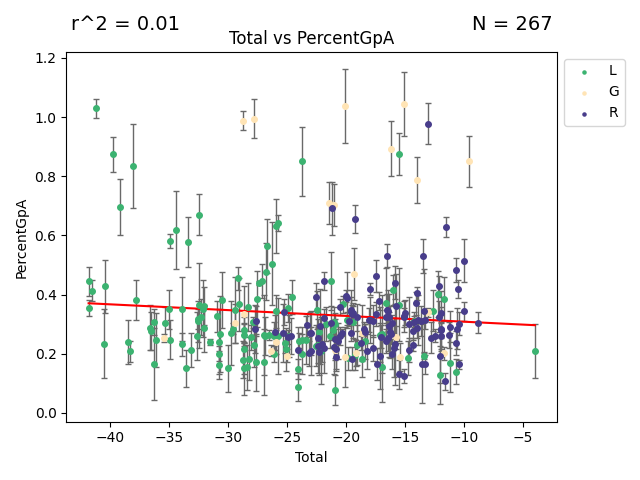 r^2 = 0.01
N = 267
Total vs PercentGpA
1.2
1.0
0.8
0.6
0.4
0.2
0.0
PercentGpA
−40
−35
−30
−25
−20
−15
−10
−5
Total
L
G
R